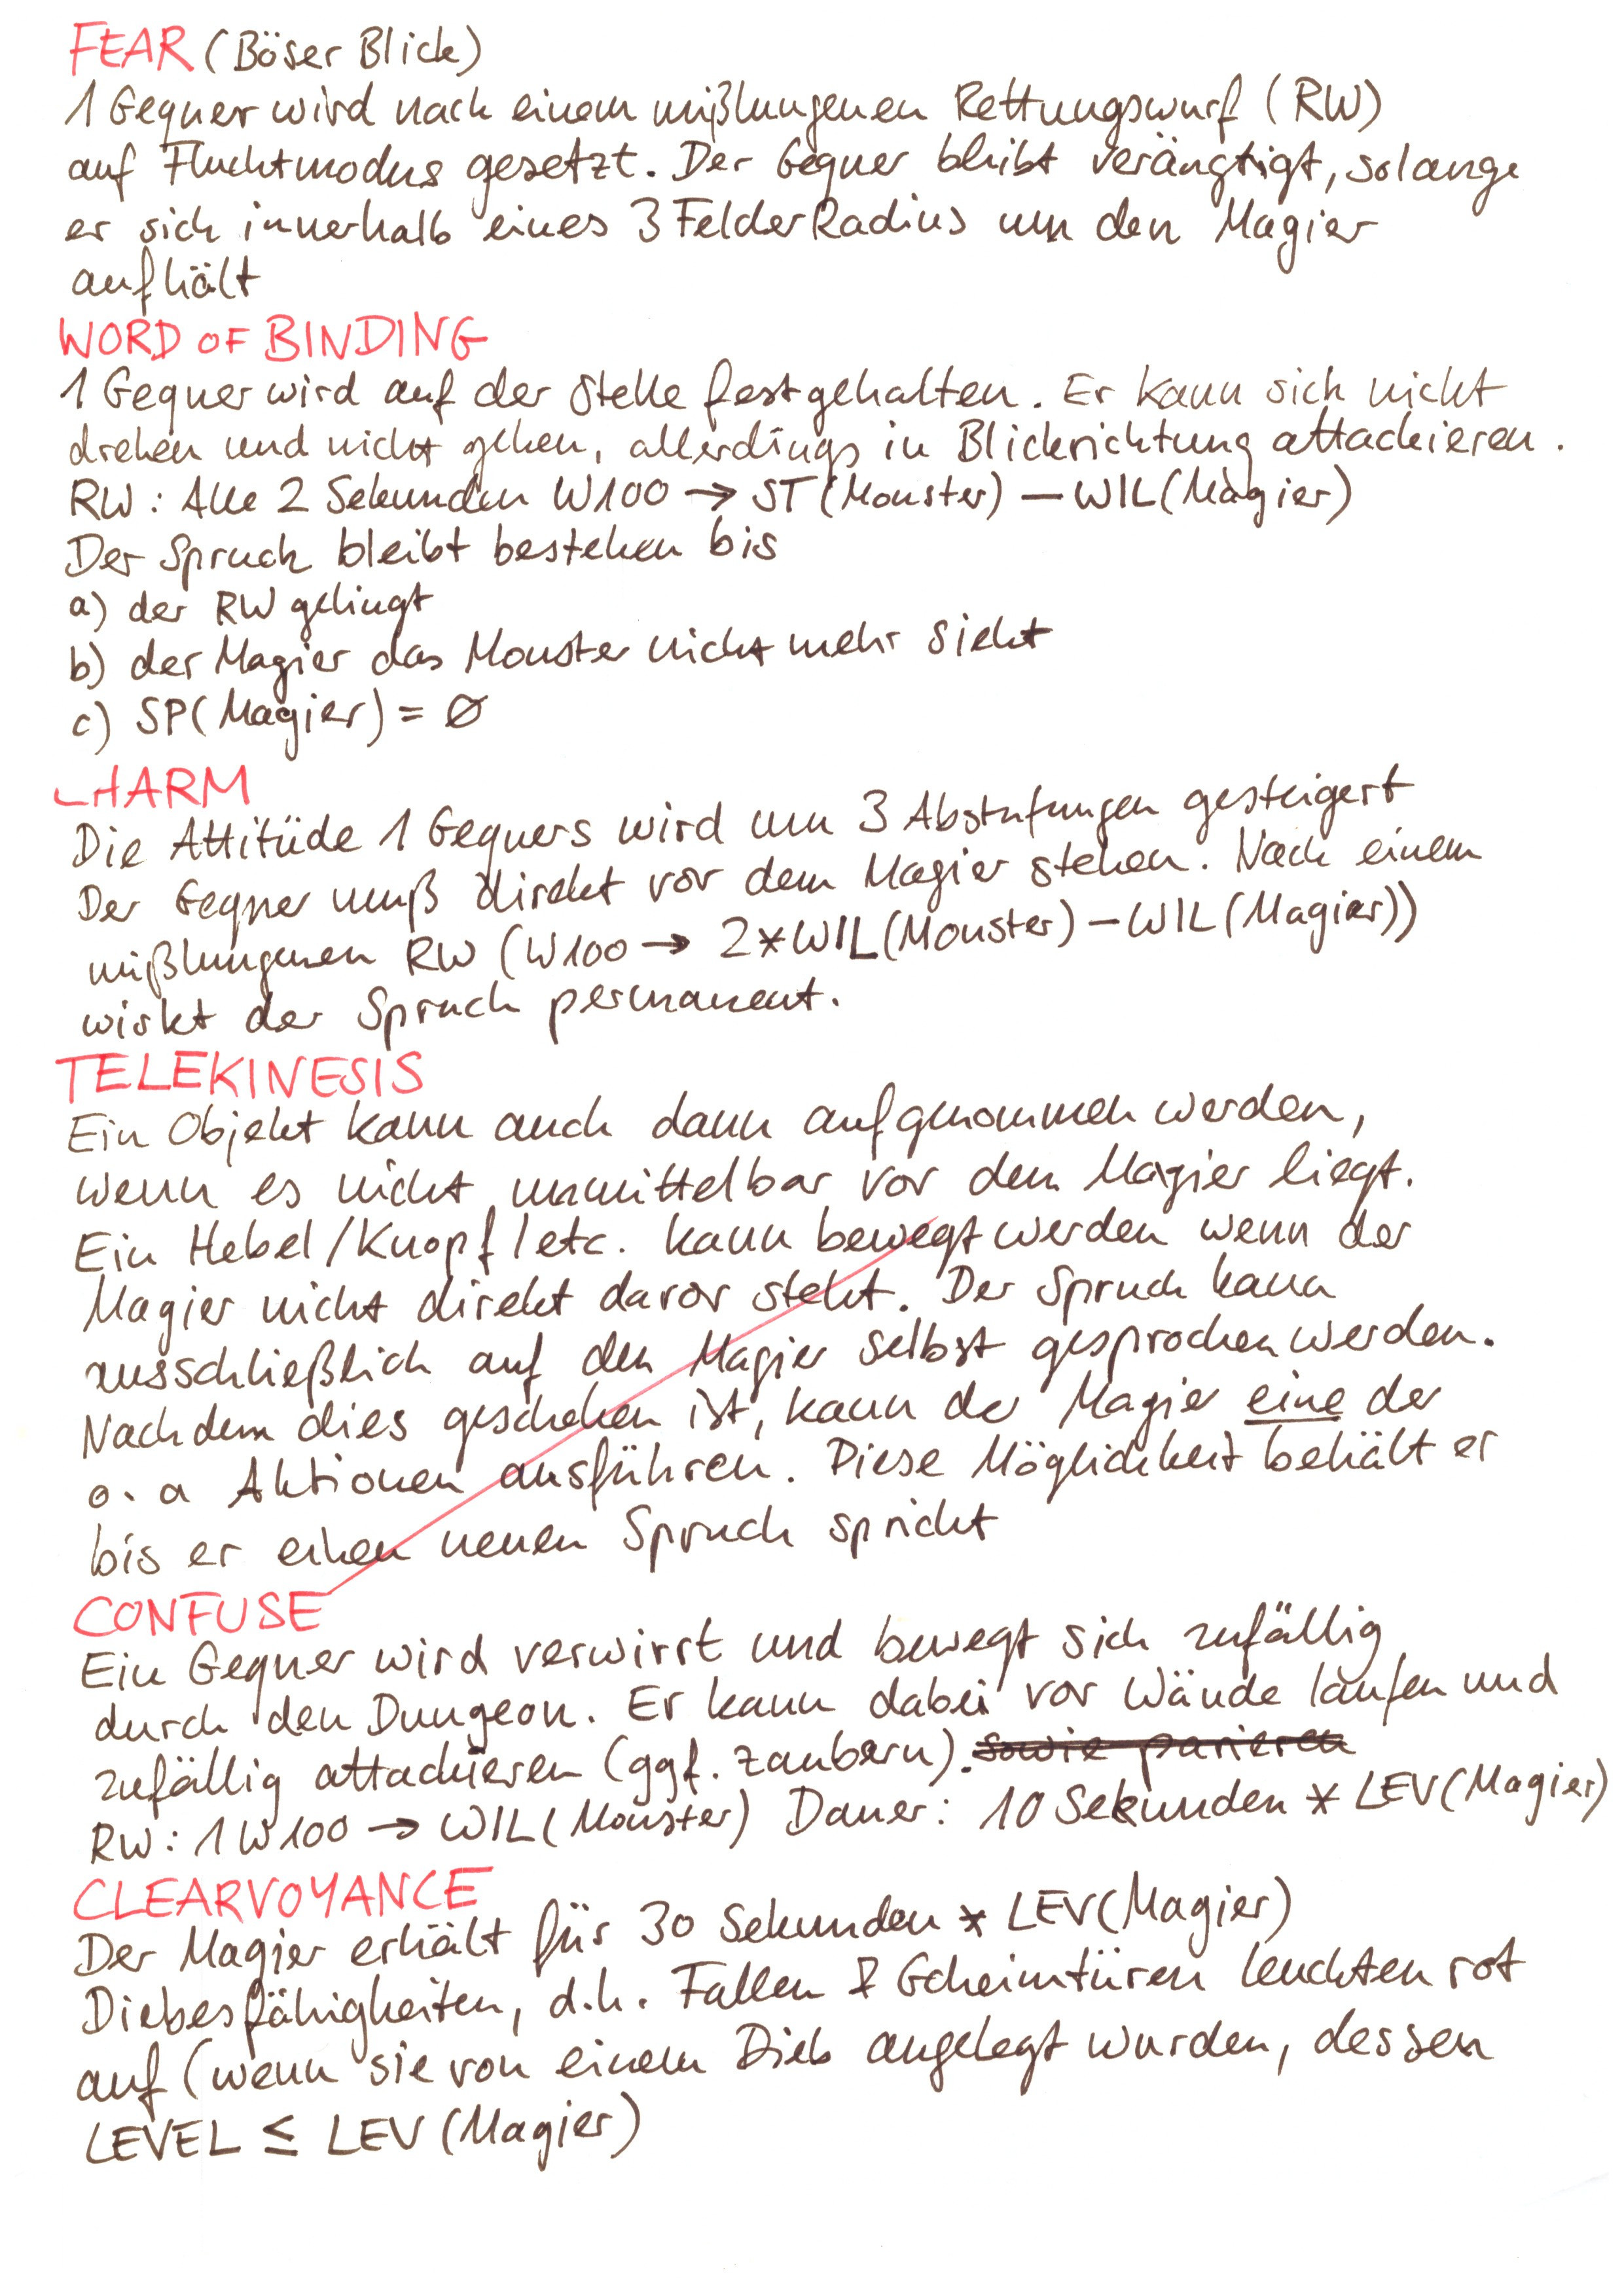 FEAR (Böser Blick)
1 Gegner wird nach einem mißlungenen Rettungswurf (RW)
auf Fluchtmodus gesetzt. Der Gegner bleibt verängtigt, solange
er sich innerhalb eines 3 Felder Radius um den Magier
aufhält
WORD OF BINDING
1 Gegner wird auf der Stelle festgehalten. Er kann sich nicht
drehen und nicht gehen, allerdings in Blickrichtung attackieren.
RW : Alle 2 Sekunden W100 → ST (Monster) – WIL (Magier)
Der Spruch bleibt bestehen bis
a) der RW gelingt
b) der Magier das Monster nicht mehr sieht
c) SP (Magier) = Ø
CHARM
Die Attitüde 1 Gegners wird um 3 Abstufungen gesteigert
Der Gegner muß direkt vor dem Magier stehen. Nach einem
mißlungenen RW (W100 → 2*WIL(Monster) – WIL (Magier))
wirkt der Spruch permanent.
TELEKINESIS
Ein Objekt kann auch dann aufgenommen werden,
wenn es nicht unmittelbar vor dem Magier liegt.
Ein Hebel/Knopf/etc. kann bewegt werden wenn der
Magier nicht direkt davor steht. Der Spruch kann
ausschließlich auf den Magier selbst gesprochen werden.
Nachdem dies geschehen ist, kann de Magier eine der
o. a Aktionen ausführen. Diese Möglichkeit behält er
bis er einen neuen Spruch spricht
CONFUSE
Ein Gegner wird verwirrt und bewegt sich zufällig
durch den Dungeon. Er kann dabei vor Wände laufen und
zufällig attackieren (ggf. zaubern). sowie parieren
RW : 1W100 → WIL (Monster) Dauer: 10 Sekunden * LEV (Magier)
CLEARVOYANCE
Der Magier erhält für 30 Sekunden * LEV (Magier)
Diebesfähigkeiten, d.h. Fallen & Geheimtüren leuchten rot
auf (wenn sie von einem Dieb angelegt wurden, dessen
LEVEL ≤ LEV (Magier)